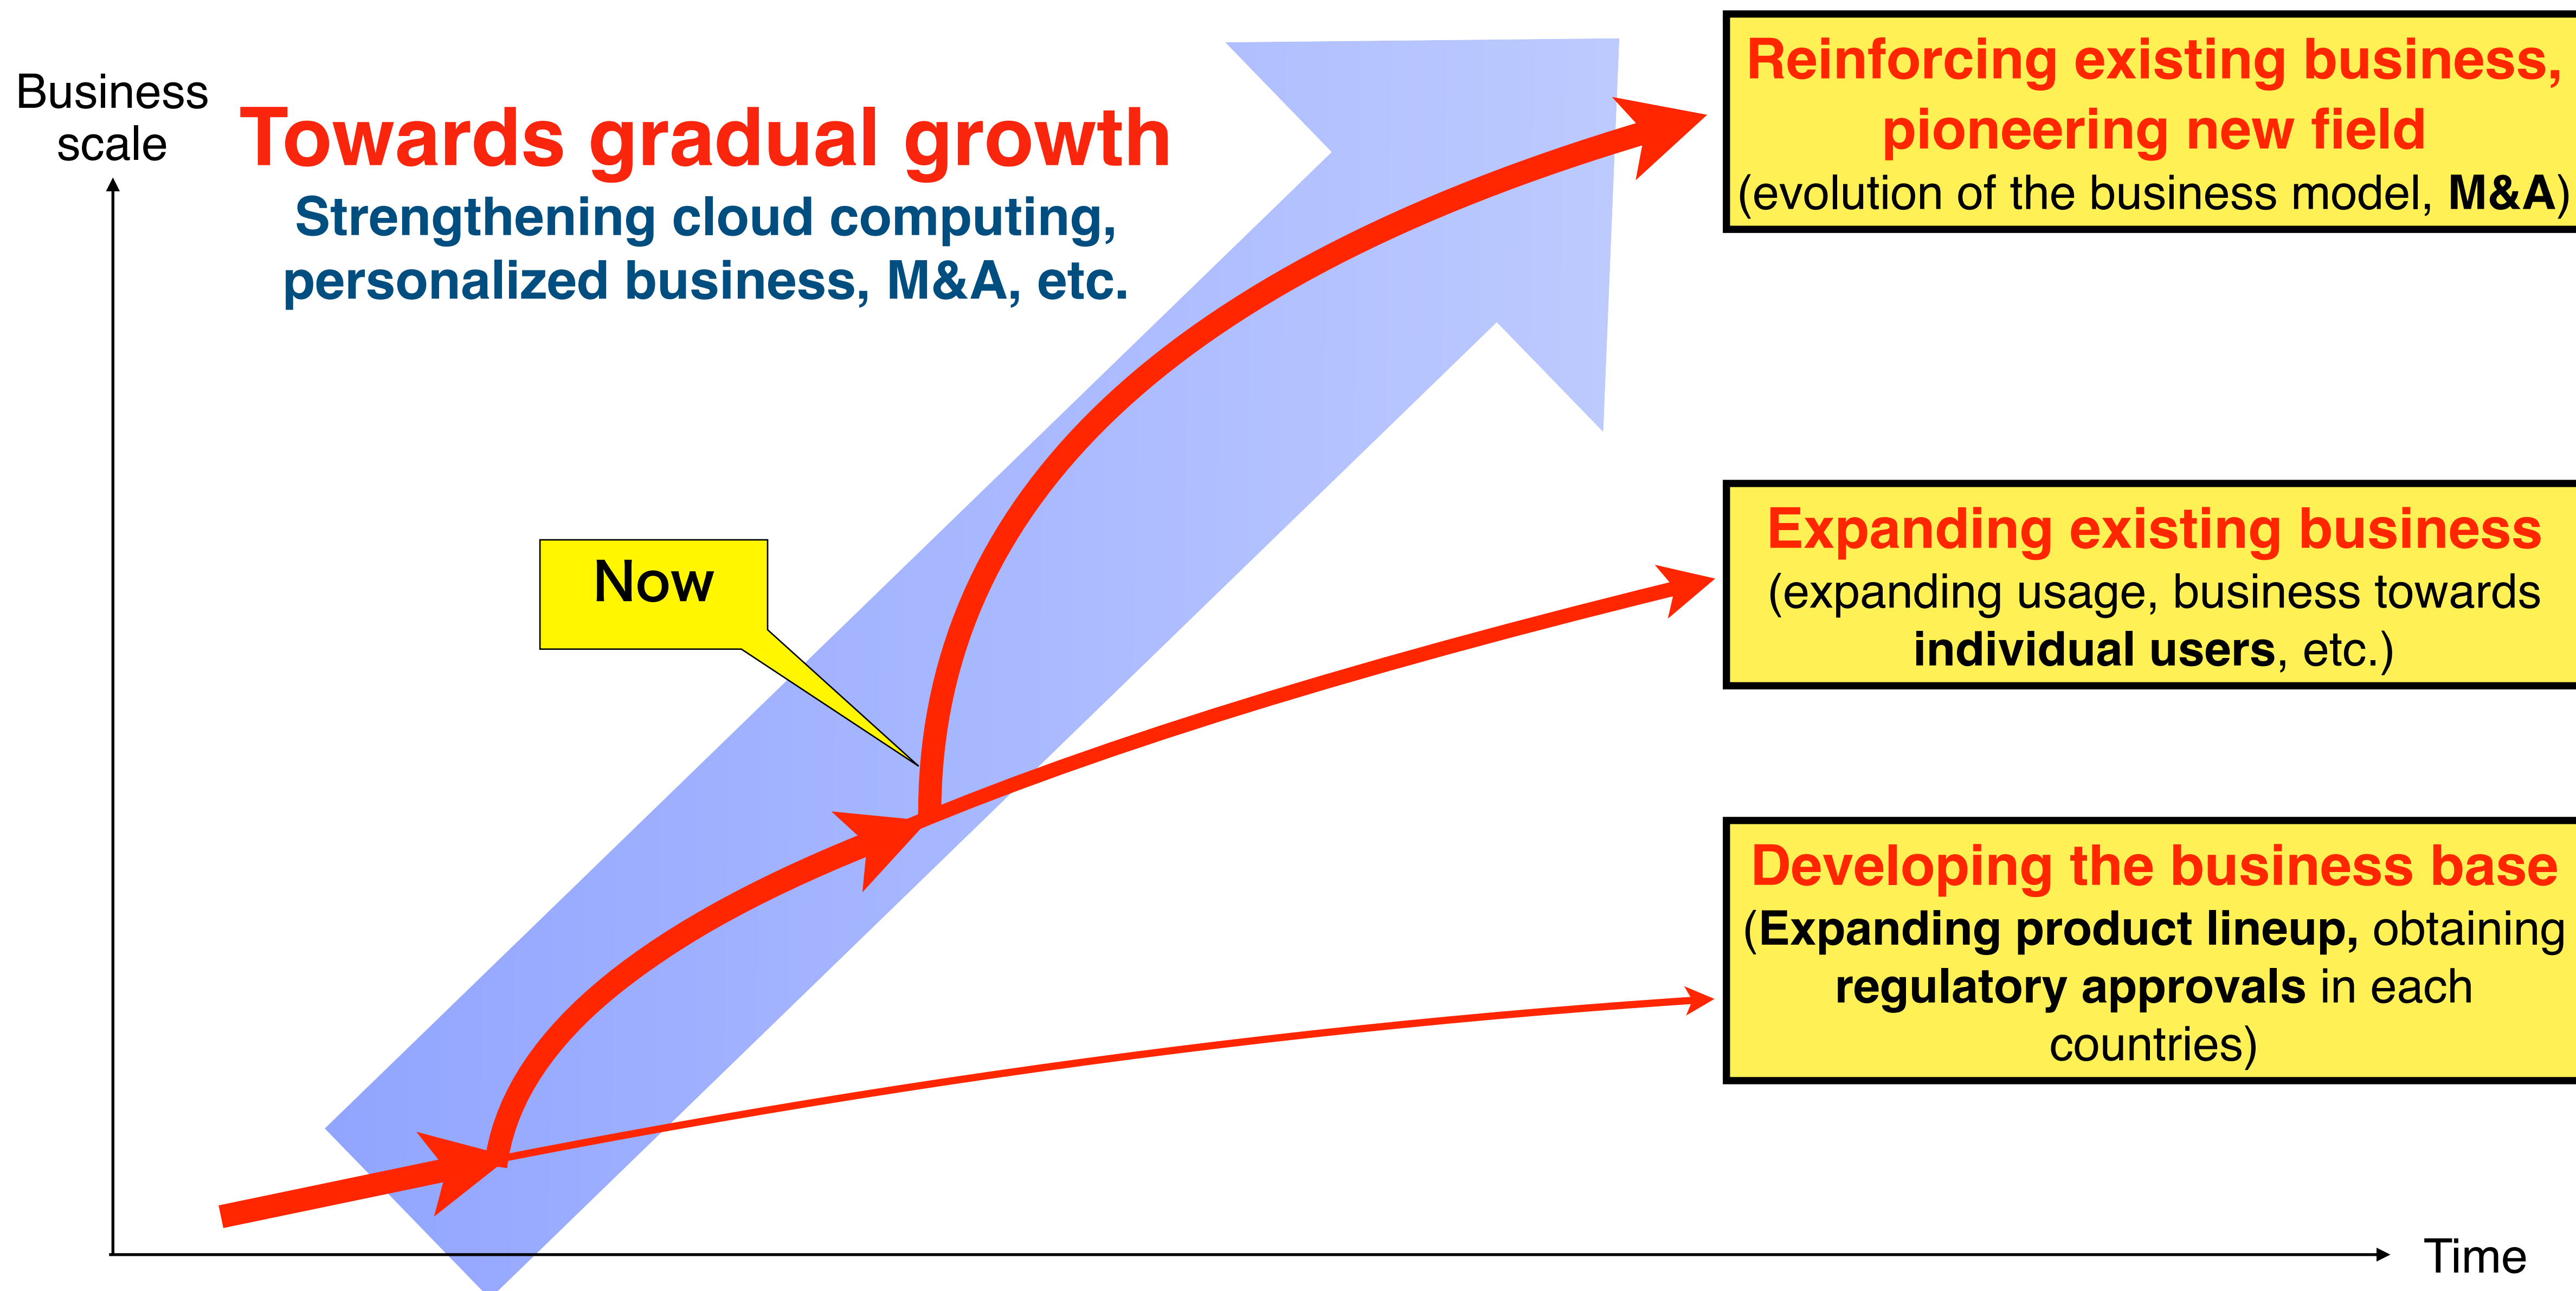 Business
scale
Towards gradual growth
Strengthening cloud computing,
personalized business, M&A, etc.
Now
Reinforcing existing business,
pioneering new field
(evolution of the business model, M&A)
Expanding existing business
(expanding usage, business towards
individual users, etc.)
Developing the business base
(Expanding product lineup, obtaining
regulatory approvals in each
countries)
Time